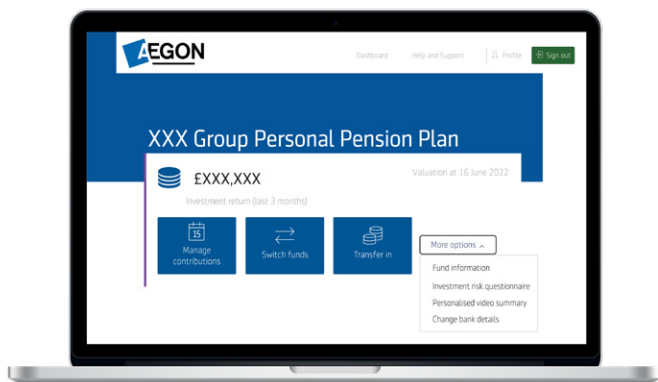 AEGON
Dashboard
Help and Support
Profile
Sign out
XXX Group Personal Pension Plan
£XXX,XXX
Valuation at 16 June 2022
Investment return (last 3 months)
15
Manage
contributions
Switch funds
Transfer in
More options
Fund information
Investment risk questionnaire
Personalised video summary
Change bank details